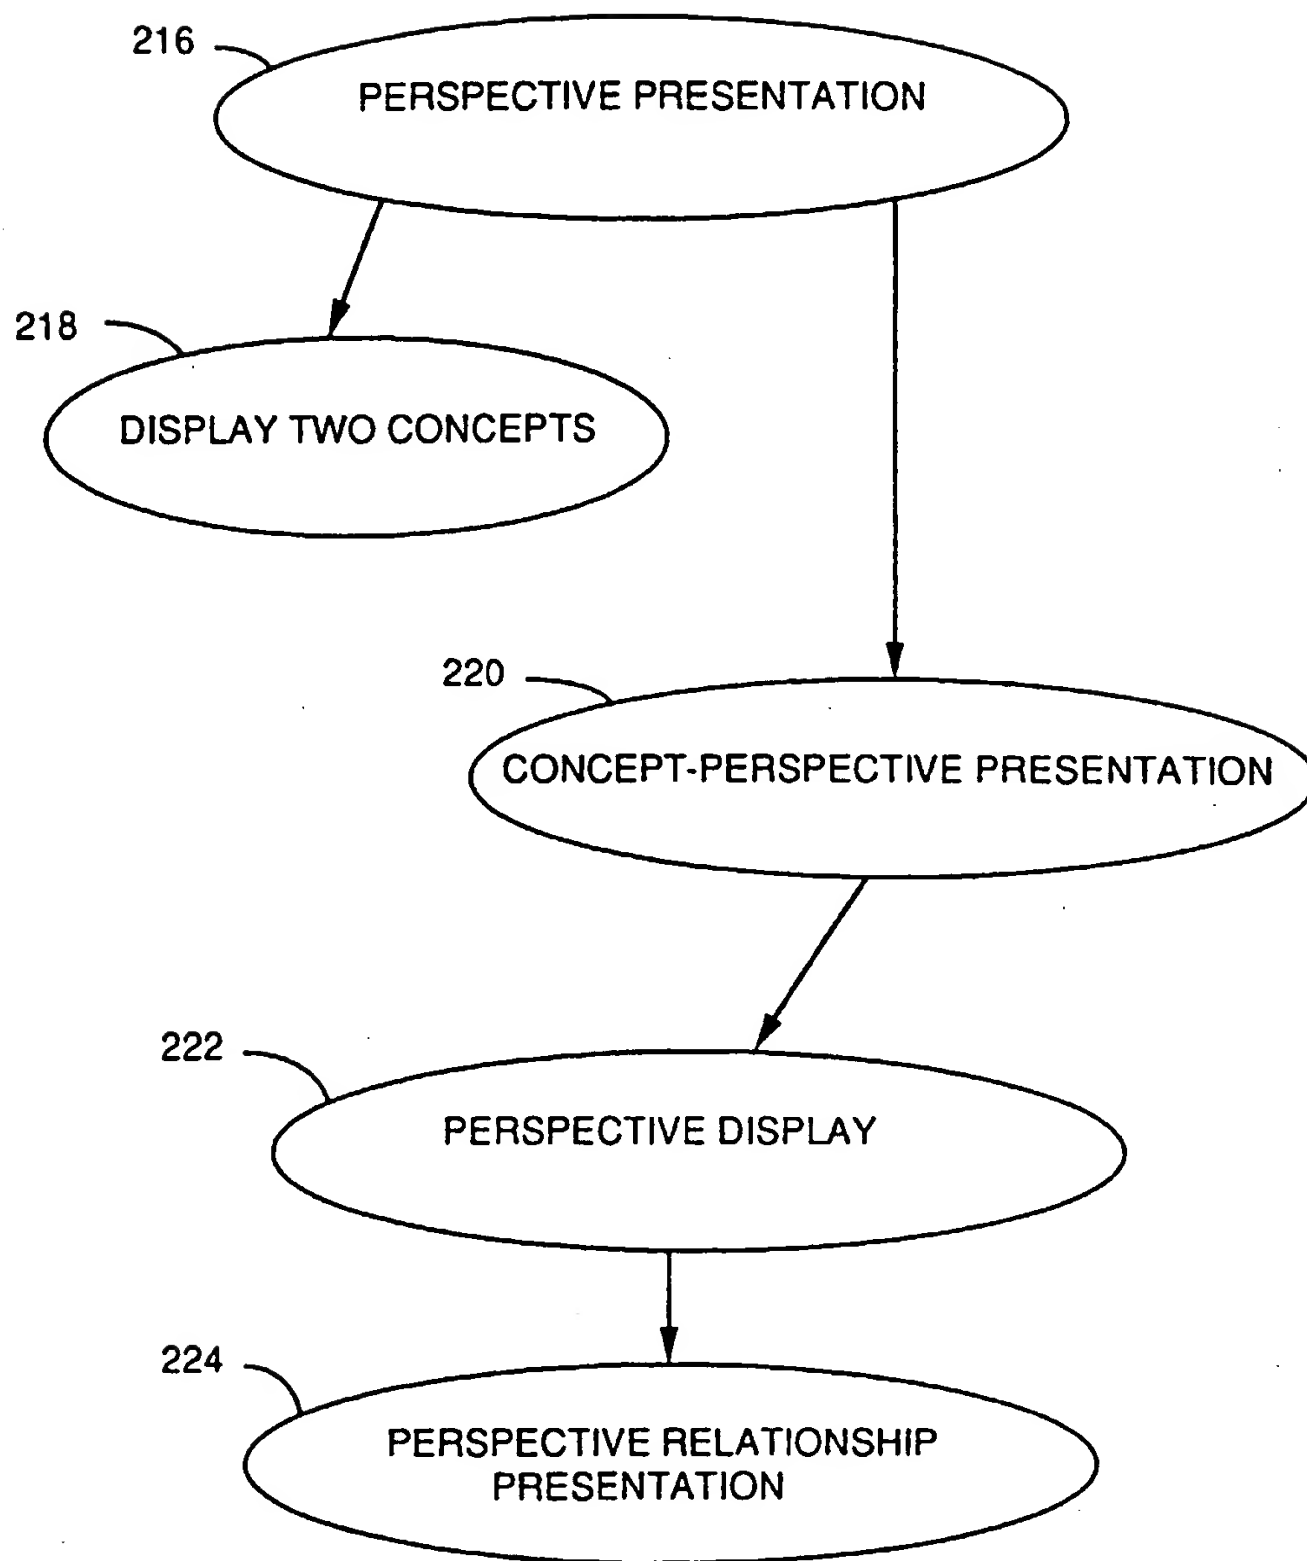 216
PERSPECTIVE PRESENTATION
218
DISPLAY TWO CONCEPTS
220
CONCEPT-PERSPECTIVE PRESENTATION
222
PERSPECTIVE DISPLAY
224
PERSPECTIVE RELATIONSHIP
PRESENTATION